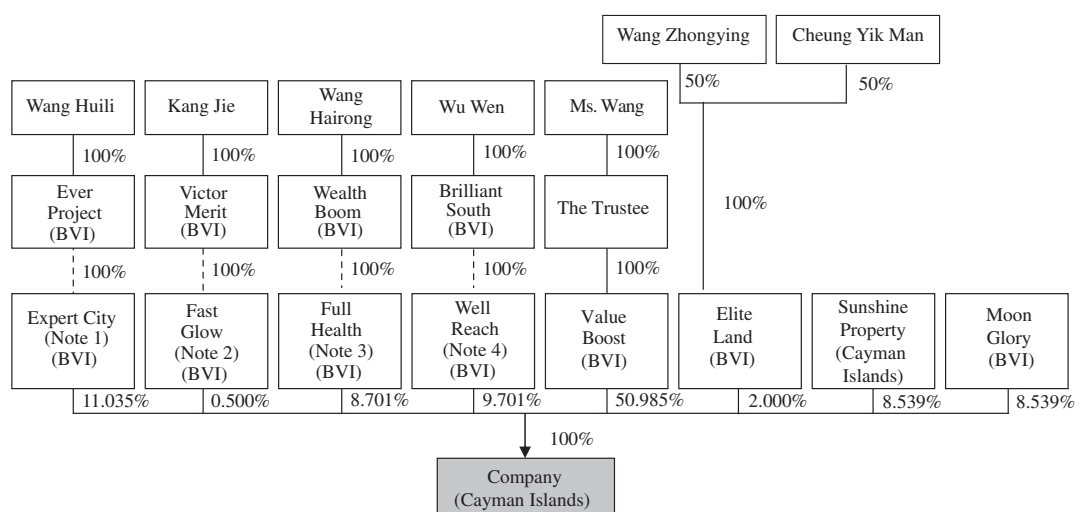 Wang Zhongying
Cheung Yik Man
50%
50%
Wang Huili
Kang Jie
Wang
Hairong
Wu Wen
Ms. Wang
100%
100%
100%
100%
100%
Ever
Project
(BVI)
Victor
Merit
(BVI)
Wealth
Boom
(BVI)
Brilliant
South
(BVI)
The Trustee
100%
100%
100%
100%
100%
100%
Expert City
(Note 1)
(BVI)
Fast
Glow
(Note 2)
(BVI)
Full
Health
(Note 3)
(BVI)
Well
Reach
(Note 4)
(BVI)
Value
Boost
(BVI)
Elite
Land
(BVI)
Sunshine
Property
(Cayman
Islands)
Moon
Glory
(BVI)
11.035%
0.500%
8.701%
9.701%
50.985%
2.000%
8.539%
8.539%
100%
Company
(Cayman Islands)